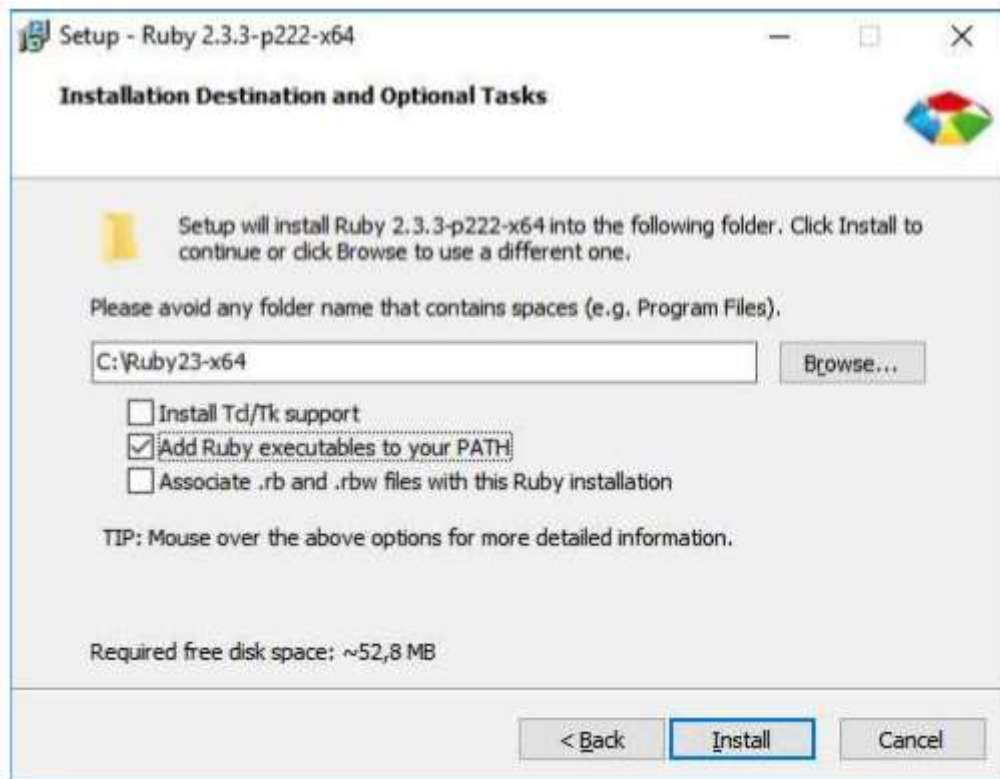 Setup - Ruby 2.3.3-p222-x64
Installation Destination and Optional Tasks
Setup will install Ruby 2.3.3-p222-x64 into the following folder. Click Install to
continue or click Browse to use a different one.
Please avoid any folder name that contains spaces (e.g. Program Files).
C:\Ruby23-x64
Browse...
Install Tcl/Tk support
Add Ruby executables to your PATH
Associate .rb and .rbw files with this Ruby installation
TIP: Mouse over the above options for more detailed information.
Required free disk space: ~52,8 MB
< Back
Install
Cancel